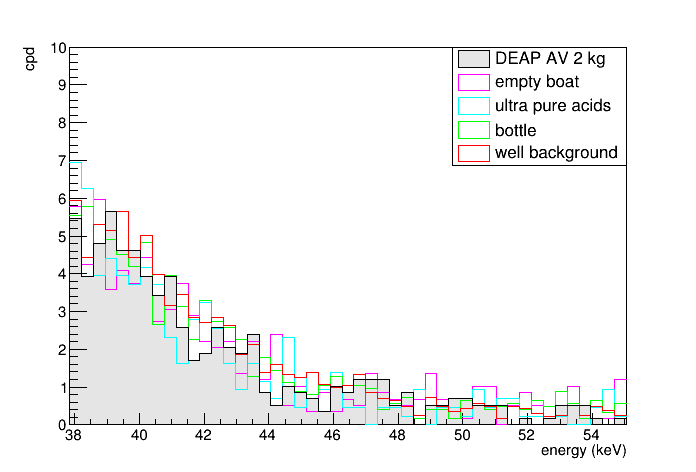 cpd
10
9
8
7
6
5
4
3
2
1
0
DEAP AV 2 kg
empty boat
ultra pure acids
bottle
well background
38 40 42 44 46 48 50 52 54
energy (keV)